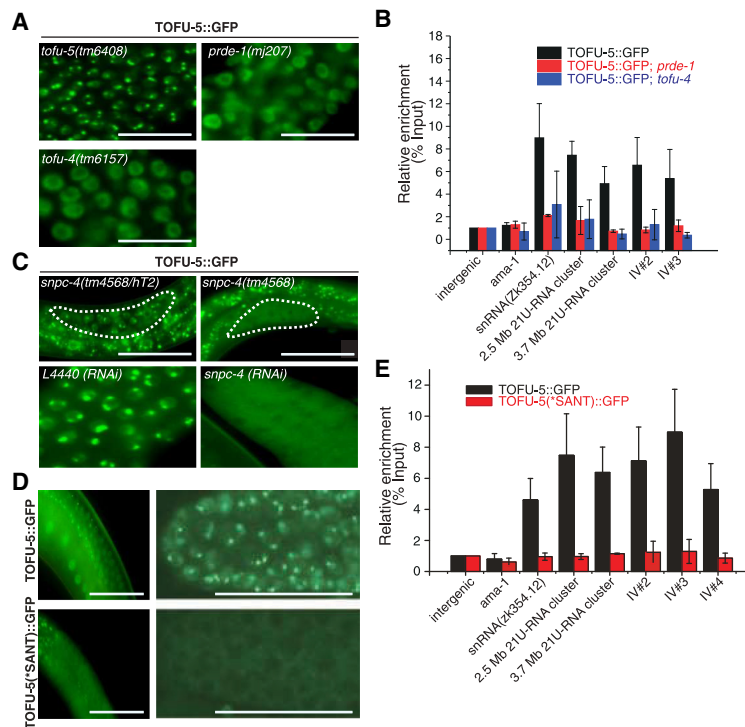 A
TOFU-5::GFP
tofu-5(tm6408)
prde-1(mj207)
tofu-4(tm6157)
B
TOFU-5::GFP
TOFU-5::GFP; prde-1
TOFU-5::GFP; tofu-4
Relative enrichment
(% Input)
18
16
14
12
10
8
6
4
2
0
intergenic
ama-1
snRNA(Zk354.12)
2.5 Mb 21U-RNA cluster
3.7 Mb 21U-RNA cluster
IV#2
IV#3
C
TOFU-5::GFP
snpc-4(tm4568/hT2)
snpc-4(tm4568)
L4440 (RNAi)
snpc-4 (RNAi)
D
TOFU-5::GFP
TOFU-5(*SANT)::GFP
E
TOFU-5::GFP
TOFU-5(*SANT)::GFP
Relative enrichment
(% Input)
12
10
8
6
4
2
0
intergenic
ama-1
snRNA(zk354.12)
2.5 Mb 21U-RNA cluster
3.7 Mb 21U-RNA cluster
IV#2
IV#3
IV#4